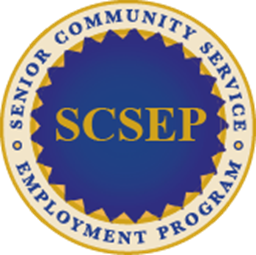 SENIOR COMMUNITY SERVICE
SCSEP
EMPLOYMENT PROGRAM